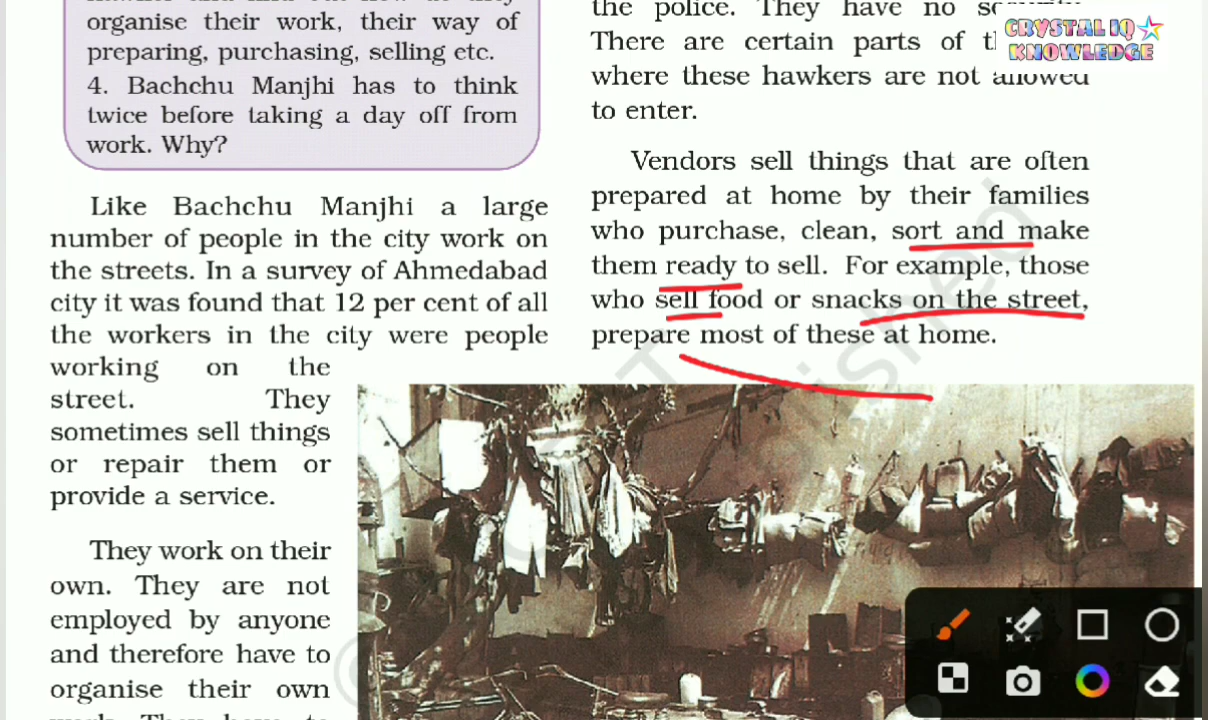 organise their work, their way of
preparing, purchasing, selling etc.
4. Bachchu Manjhi has to think
twice before taking a day off from
work. Why?
Like Bachchu Manjhi a large
number of people in the city work on
the streets. In a survey of Ahmedabad
city it was found that 12 per cent of all
the workers in the city were people
working on the
street. They
sometimes sell things
or repair them or
provide a service.
They work on their
own. They are not
employed by anyone
and therefore have to
organise their own
the police. They have no
There are certain parts of
where these hawkers are not allowed
to enter.
Vendors sell things that are often
prepared at home by their families
who purchase, clean, sort and make
them ready to sell. For example, those
who sell food or snacks on the street,
prepare most of these at home.
CRYSTAL IQ
KNOWLEDGE